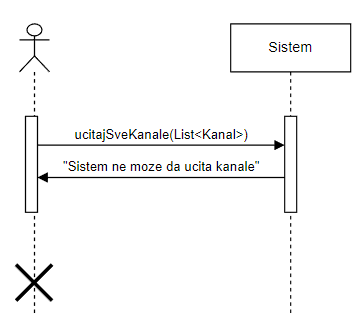 Sistem
ucitajSveKanale(List<Kanal>)
"Sistem ne moze da ucita kanale"